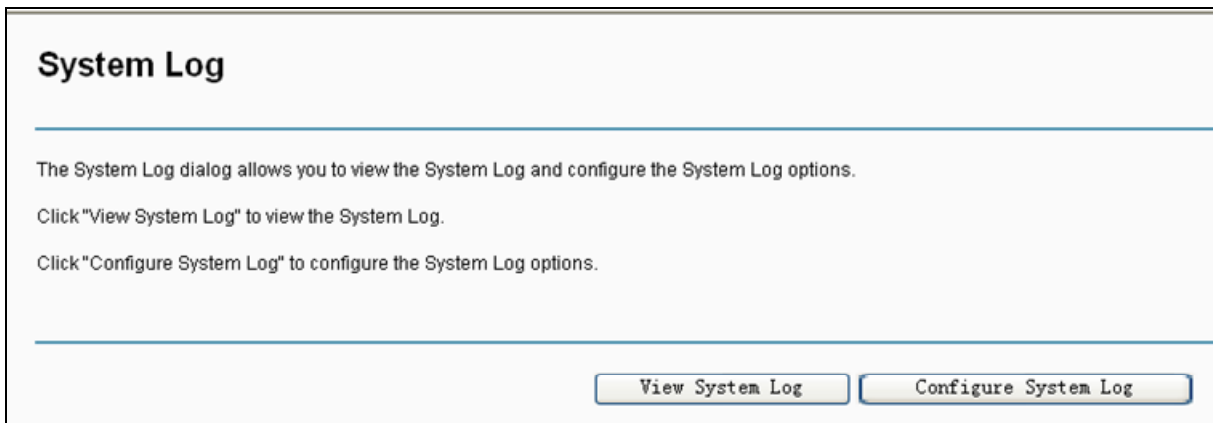 System Log
The System Log dialog allows you to view the System Log and configure the System Log options.
Click "View System Log" to view the System Log.
Click "Configure System Log" to configure the System Log options.
View System Log Configure System Log